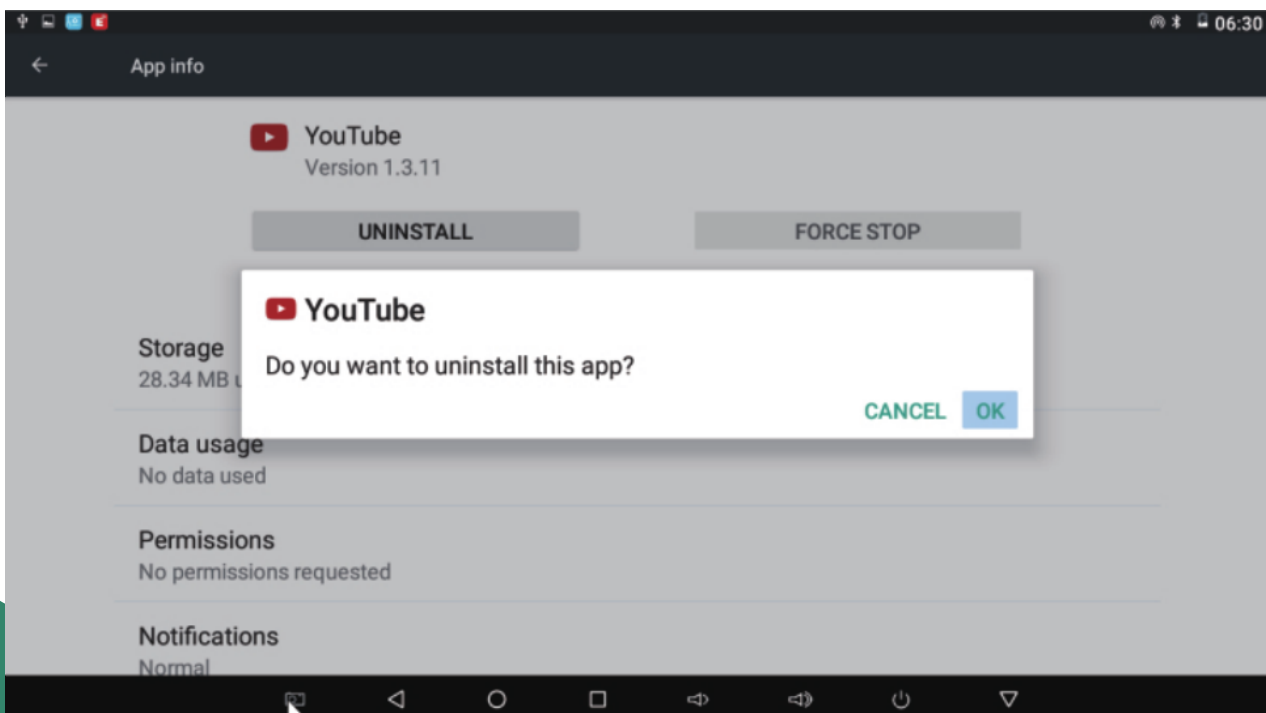 06:30
App info
YouTube
Version 1.3.11
UNINSTALL
FORCE STOP
YouTube
Do you want to uninstall this app?
CANCEL
OK
Storage
28.34 MB
Data usage
No data used
Permissions
No permissions requested
Notifications
Normal